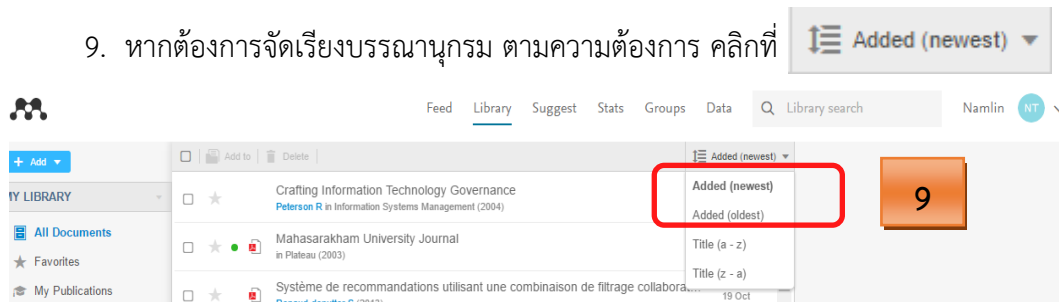 9. หากต้องการจัดเรียงบรรณานุกรม ตามความต้องการ คลิกที่ Added (newest)
Feed Library Suggest Stats Groups Data Library search Namlin NT
+ Add Add to Delete Added (newest)
MY LIBRARY
Crafting Information Technology Governance
Peterson R in Information Systems Management (2004)
All Documents
Mahasarakham University Journal
in Plateau (2003)
Favorites
My Publications
Système de recommandations utilisant une combinaison de filtrage collabora...
19 Oct
Added (newest)
Added (oldest)
Title (a - z)
Title (z - a)
9